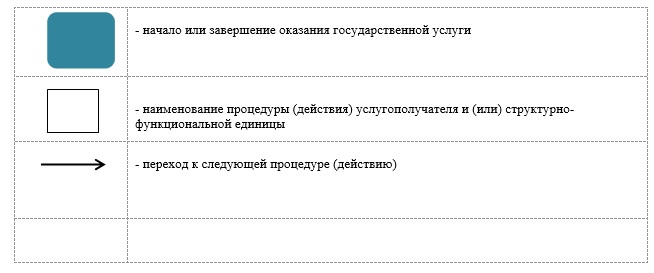 - начало или завершение оказания государственной услуги
- наименование процедуры (действия) услугополучателя и (или) структурно-
функциональной единицы
- переход к следующей процедуре (действию)